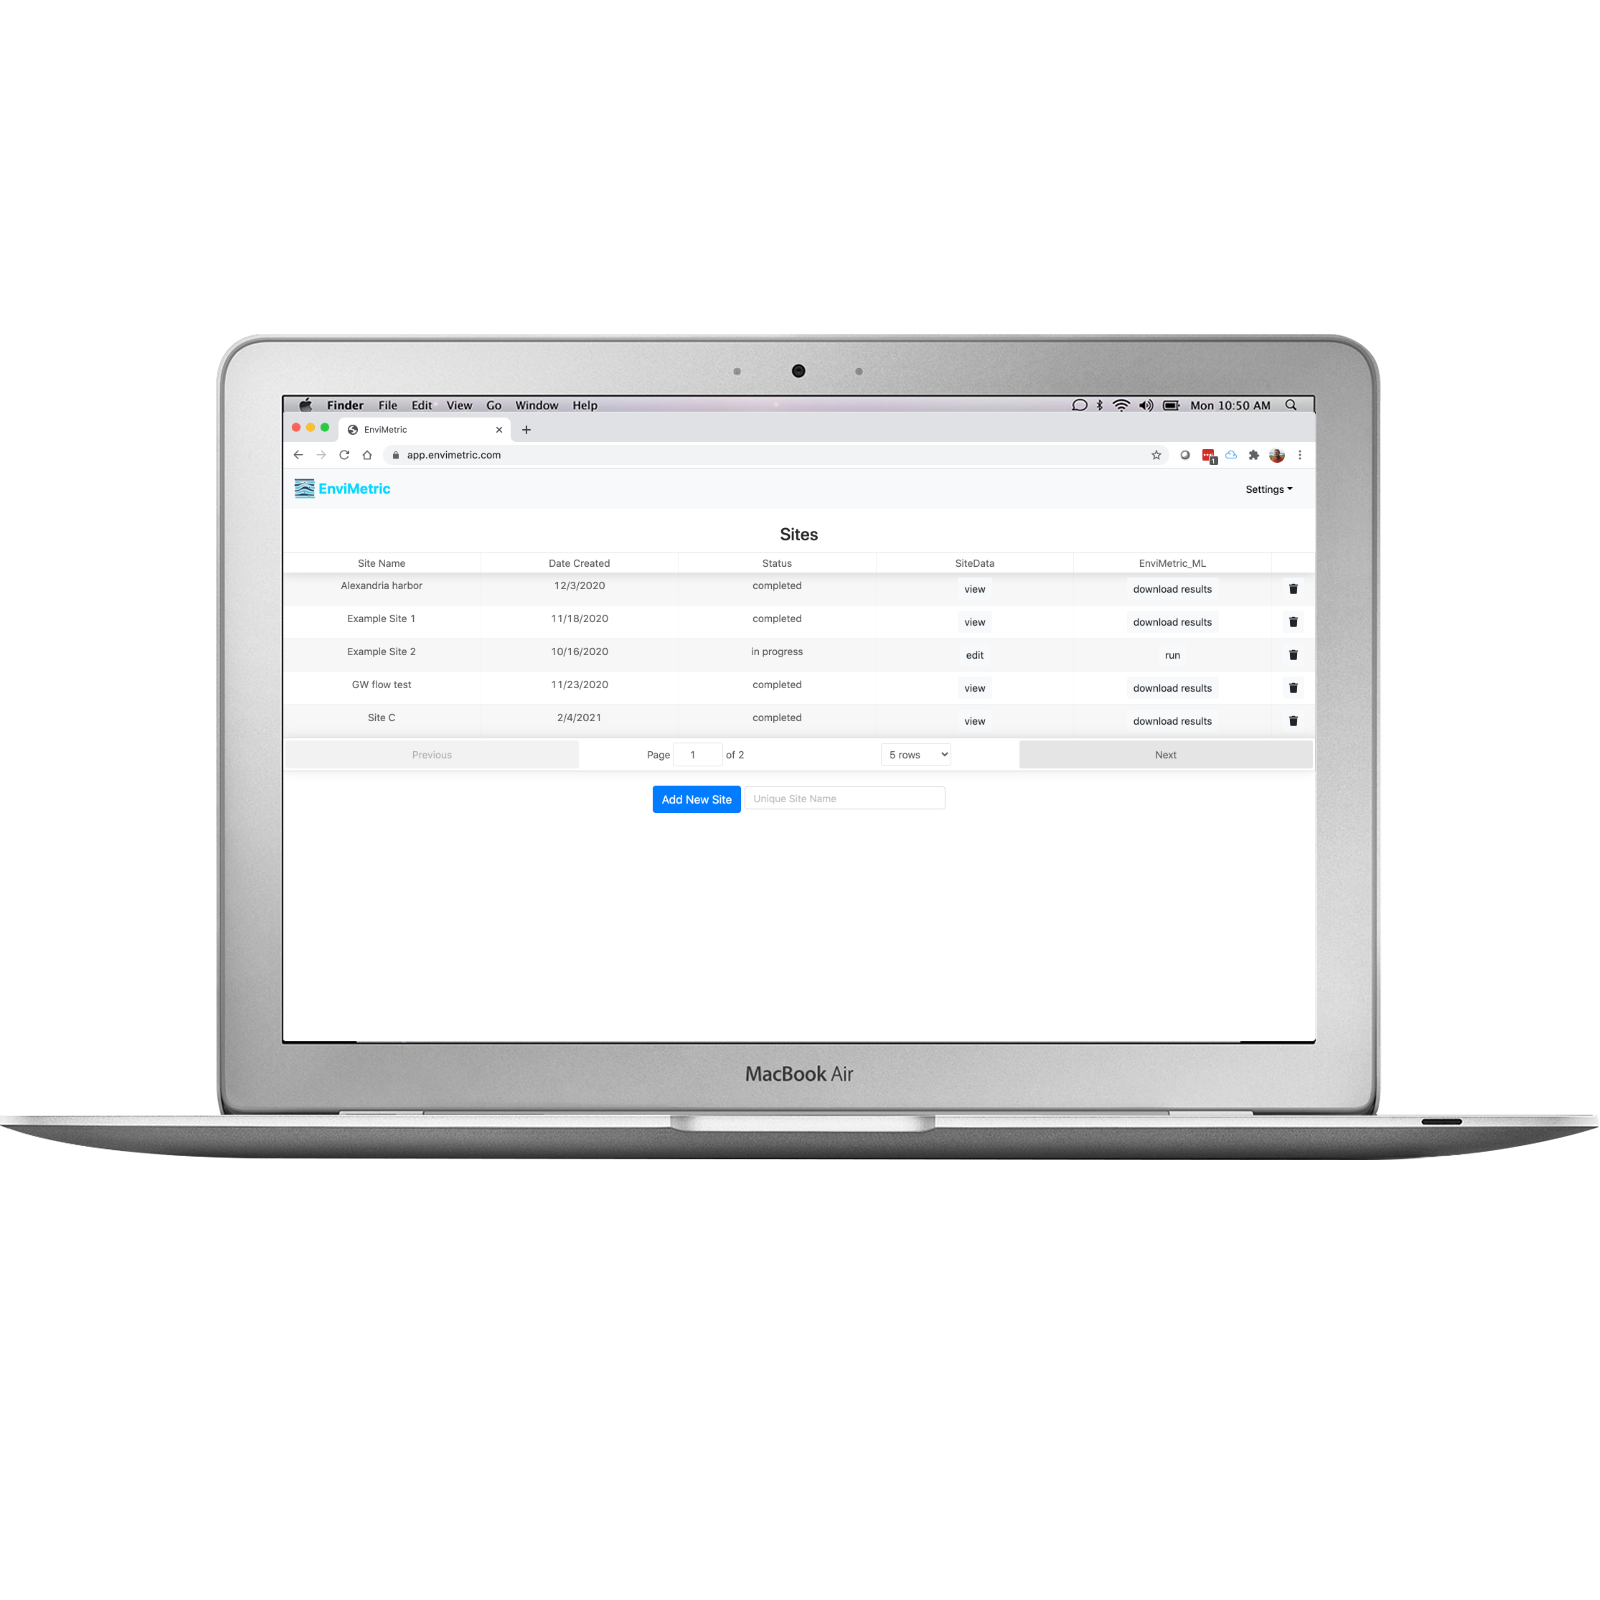 Finder File Edit View Go Window Help Mon 10:50 AM
EnviMetric
app.envimetric.com
1
EnviMetric Settings
Sites
Site Name Date Created Status SiteData EnviMetric_ML
Alexandria harbor 12/3/2020 completed view download results
Example Site 1 11/18/2020 completed view download results
Example Site 2 10/16/2020 in progress edit run
GW flow test 11/23/2020 completed view download results
Site C 2/4/2021 completed view download results
Previous Page 1 of 2 5 rows Next
Add New Site Unique Site Name
MacBook Air